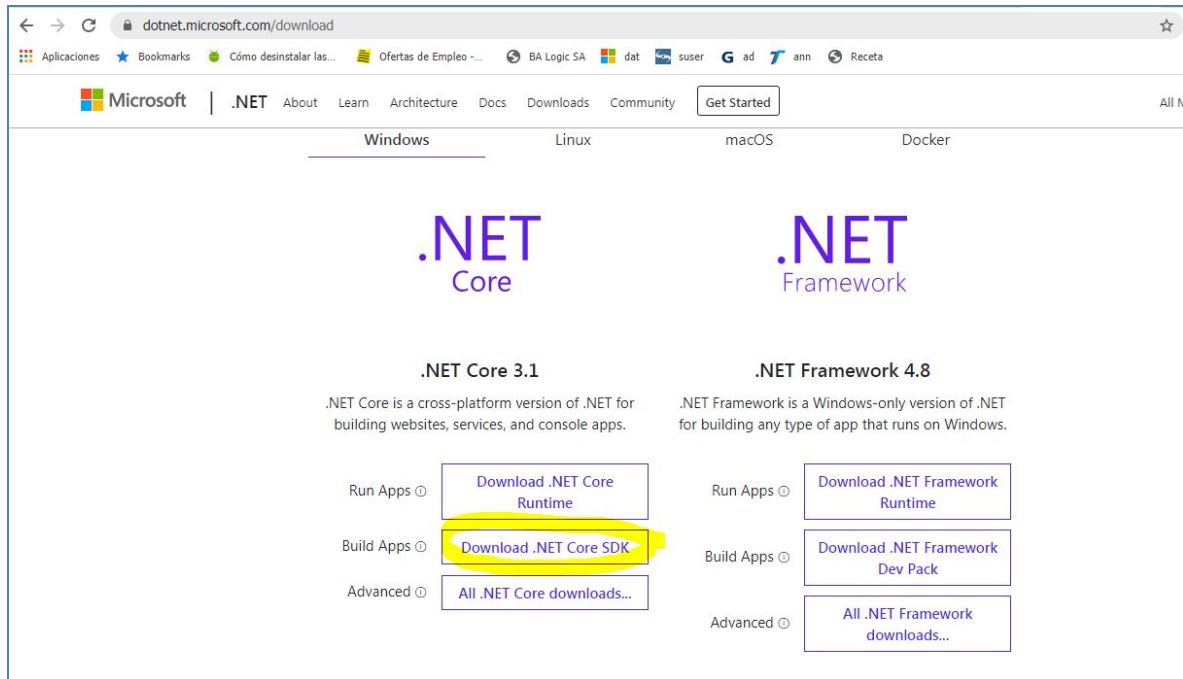 dotnet.microsoft.com/download
Aplicaciones Bookmarks Cómo desinstalar las... Ofertas de Empleo -... BA Logic SA dat suser ad ann Receta
Microsoft | .NET About Learn Architecture Docs Downloads Community Get Started All M
Windows Linux macOS Docker
.NET
Core
.NET
Framework
.NET Core 3.1
.NET Core is a cross-platform version of .NET for
building websites, services, and console apps.
Run Apps
Download .NET Core
Runtime
Build Apps
Download .NET Core SDK
Advanced
All .NET Core downloads...
.NET Framework 4.8
.NET Framework is a Windows-only version of .NET
for building any type of app that runs on Windows.
Run Apps
Download .NET Framework
Runtime
Build Apps
Download .NET Framework
Dev Pack
Advanced
All .NET Framework
downloads...